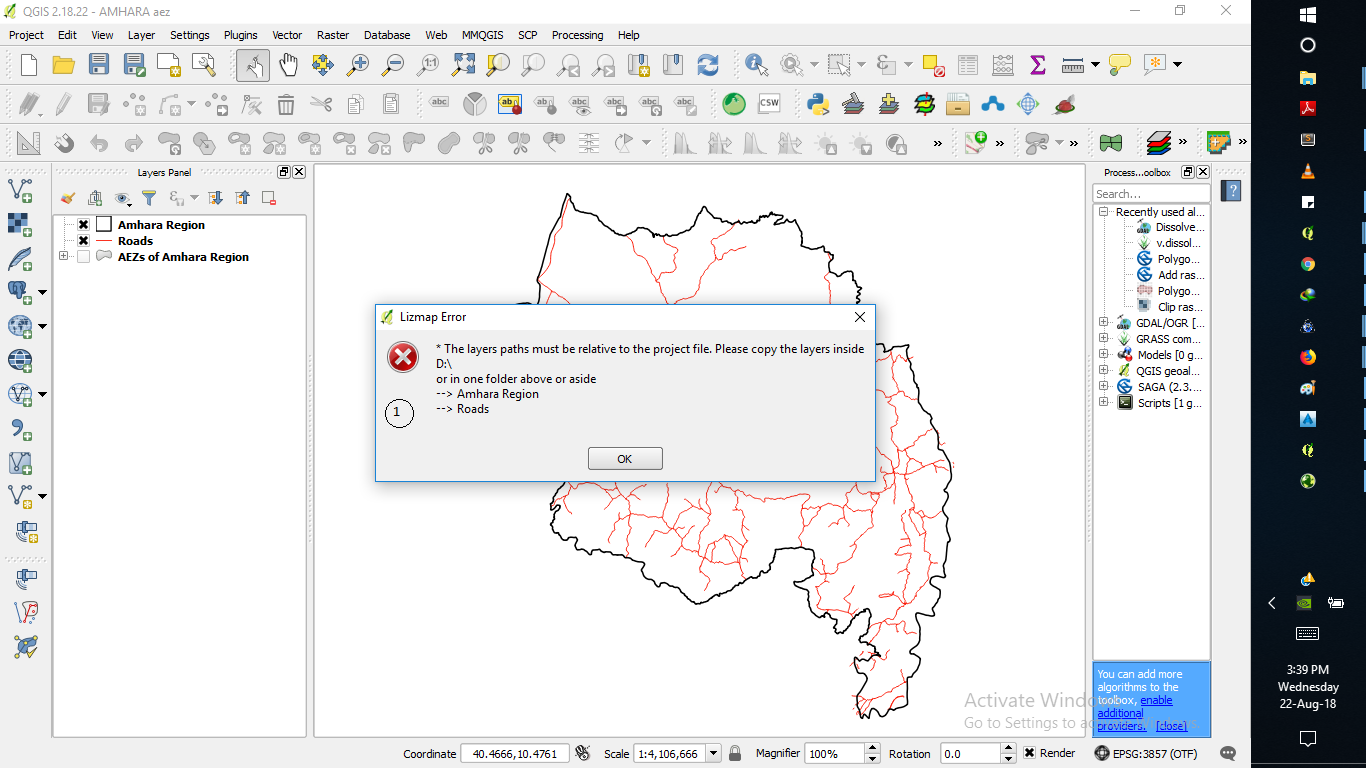 QGIS 2.18.22 - AMHARA aez
Project Edit View Layer Settings Plugins Vector Raster Database Web MMQGIS SCP Processing Help
Layers Panel
Amhara Region
Roads
AEZs of Amhara Region
Lizmap Error
* The layers paths must be relative to the project file. Please copy the layers inside
D:\
or in one folder above or aside
--> Amhara Region
--> Roads
1
OK
Process...oolbox
Search...
Recently used al...
Dissolve...
v.dissol...
Polygo...
Add ras...
Polygo...
Clip ras...
GDAL/OGR [...
GRASS com...
Models [0 g...
QGIS geoal...
SAGA (2.3....
Scripts [1 g...
You can add more
algorithms to the
toolbox, enable
additional
providers. [close]
Activate Windo
Go to Settings to a
Coordinate 40.4666,10.4761 Scale 1:4,106,666 Magnifier 100% Rotation 0.0 Render EPSG:3857 (OTF)
3:39 PM
Wednesday
22-Aug-18